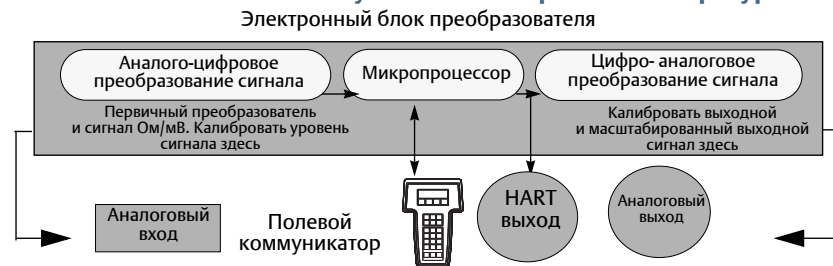 Электронный блок преобразователя
Аналого-цифровое
преобразование сигнала
Микропроцессор
Цифро- аналоговое
преобразование сигнала
Первичный преобразователь
и сигнал Ом/мВ. Калибровать уровень
сигнала здесь
Калибровать выходной
и масштабированный выходной
сигнал здесь
Аналоговый
вход
Полевой
коммуникатор
HART
выход
Аналоговый
выход